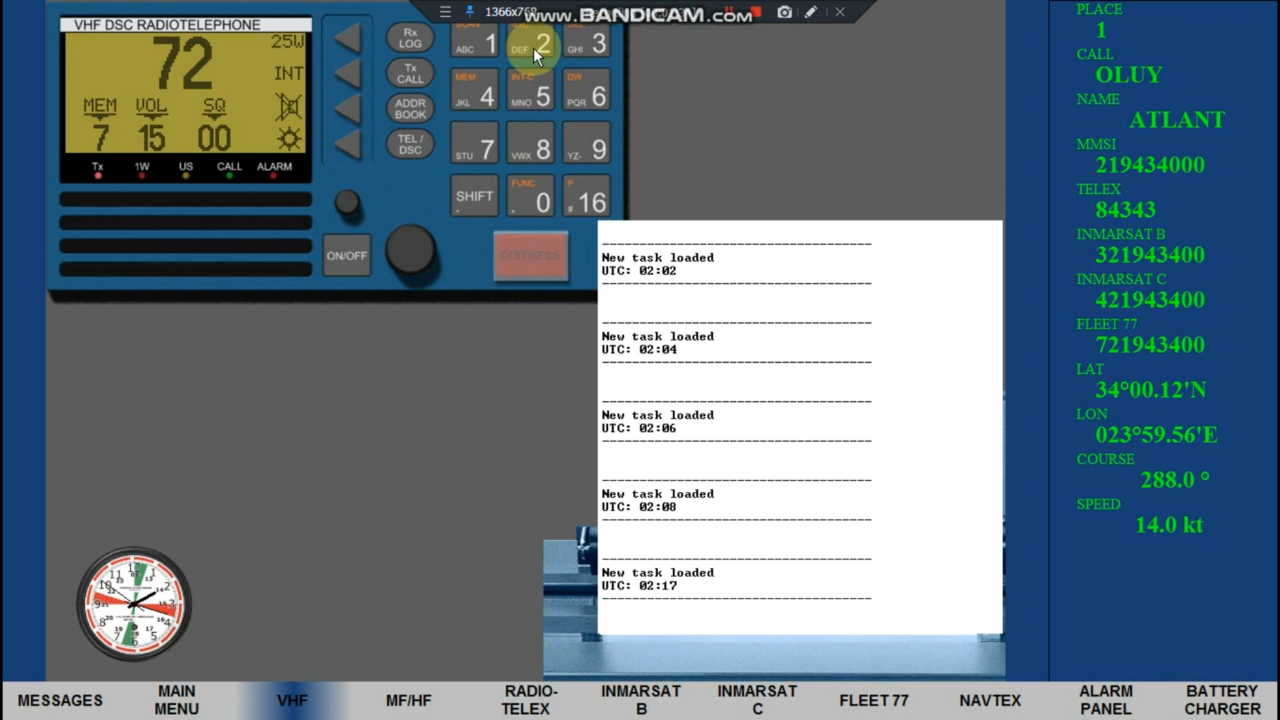 1366x768
www.BANDICAM.com
VHF DSC RADIOTELEPHONE
72
25W
INT
MEM VOL SQ
7 15 00
Tx 1W US CALL ALARM
Rx LOG
Tx CALL
ADDR BOOK
TEL / DSC
ABC 1
DEF 2
GHI 3
MEM
JKL 4
INT-C
MNO 5
DW
PQR 6
STU 7
VWX 8
YZ- 9
SHIFT
.
FUNC
. 0
P
# 16
ON/OFF
DISTRESS
-------------------------------------
New task loaded
UTC: 02:02
-------------------------------------
-------------------------------------
New task loaded
UTC: 02:04
-------------------------------------
-------------------------------------
New task loaded
UTC: 02:06
-------------------------------------
-------------------------------------
New task loaded
UTC: 02:08
-------------------------------------
-------------------------------------
New task loaded
UTC: 02:17
-------------------------------------
PLACE
1
CALL
OLUY
NAME
ATLANT
MMSI
219434000
TELEX
84343
INMARSAT B
321943400
INMARSAT C
421943400
FLEET 77
721943400
LAT
34°00.12'N
LON
023°59.56'E
COURSE
288.0 °
SPEED
14.0 kt
MESSAGES
MAIN MENU
VHF
MF/HF
RADIO-TELEX
INMARSAT B
INMARSAT C
FLEET 77
NAVTEX
ALARM PANEL
BATTERY CHARGER